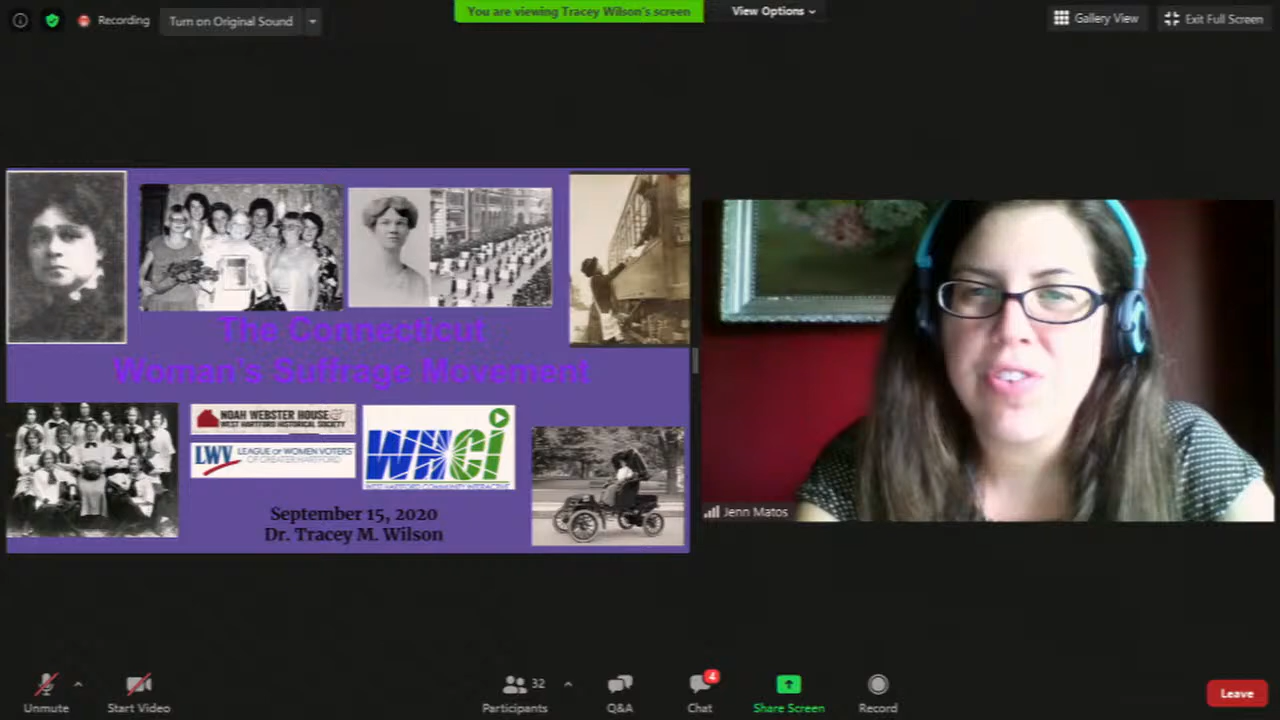 Recording
Turn on Original Sound
You are viewing Tracey Wilson's screen
View Options
Gallery View
Exit Full Screen
The Connecticut
Woman's Suffrage Movement
NOAH WEBSTER HOUSE &
WEST HARTFORD HISTORICAL SOCIETY
LWV LEAGUE OF WOMEN VOTERS
OF GREATER HARTFORD
WHCi
WEST HARTFORD COMMUNITY INTERACTIVE
September 15, 2020
Dr. Tracey M. Wilson
Jenn Matos
Unmute
Start Video
32
Participants
Q&A
4
Chat
Share Screen
Record
Leave